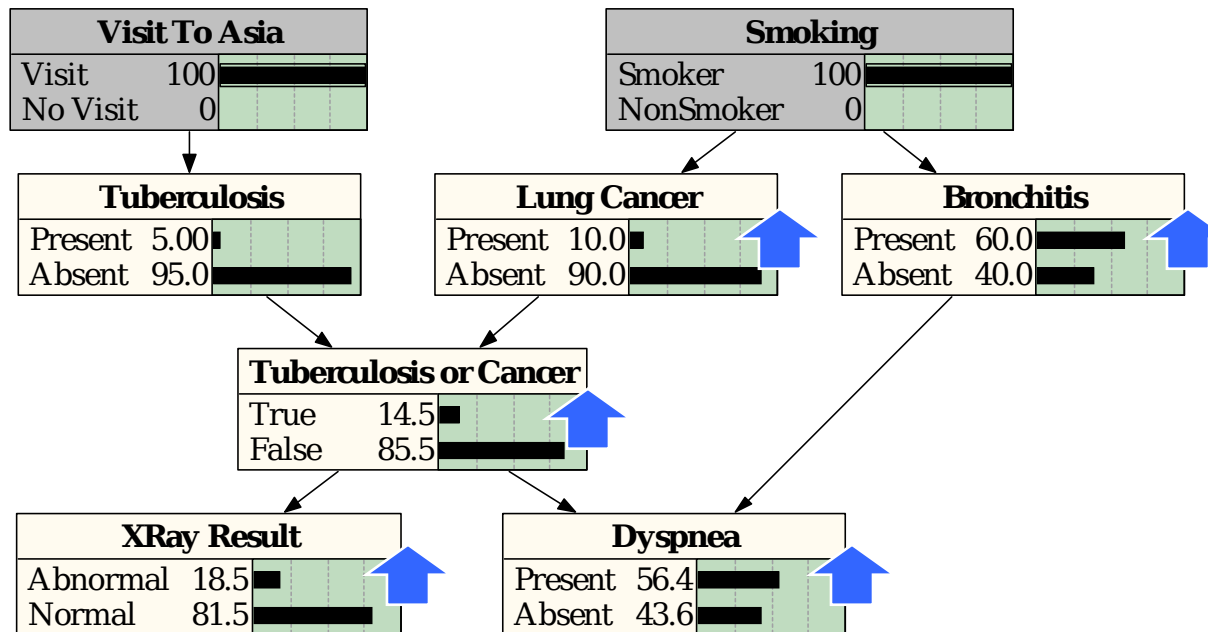 Visit To Asia
Visit 100
No Visit 0
Smoking
Smoker 100
NonSmoker 0
Tuberculosis
Present 5.00
Absent 95.0
Lung Cancer
Present 10.0
Absent 90.0
Bronchitis
Present 60.0
Absent 40.0
Tuberculosis or Cancer
True 14.5
False 85.5
XRay Result
Abnormal 18.5
Normal 81.5
Dyspnea
Present 56.4
Absent 43.6